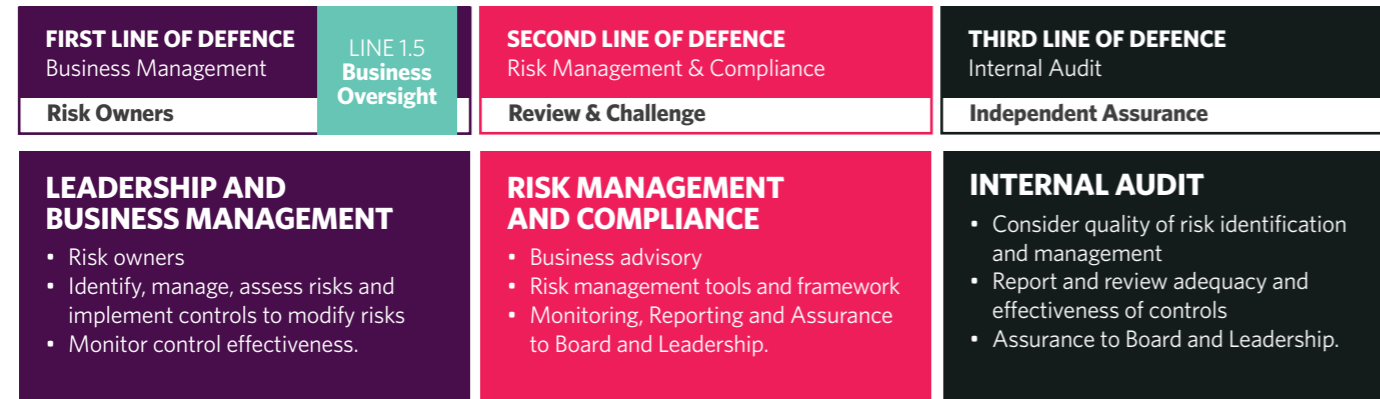 FIRST LINE OF DEFENCE
Business Management
Risk Owners
LINE 1.5
Business
Oversight
SECOND LINE OF DEFENCE
Risk Management & Compliance
Review & Challenge
THIRD LINE OF DEFENCE
Internal Audit
Independent Assurance
LEADERSHIP AND
BUSINESS MANAGEMENT
• Risk owners
• Identify, manage, assess risks and
implement controls to modify risks
• Monitor control effectiveness.
RISK MANAGEMENT
AND COMPLIANCE
• Business advisory
• Risk management tools and framework
• Monitoring, Reporting and Assurance
to Board and Leadership.
INTERNAL AUDIT
• Consider quality of risk identification
and management
• Report and review adequacy and
effectiveness of controls
• Assurance to Board and Leadership.